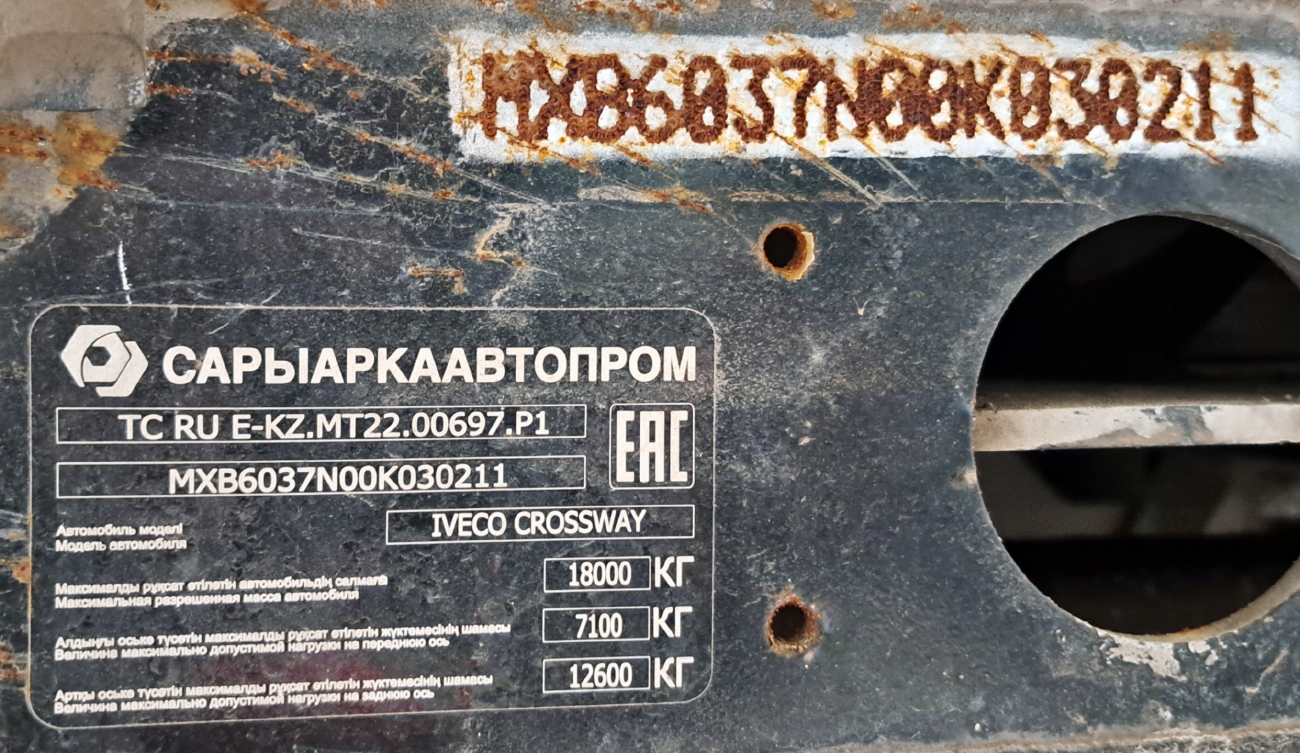 MXB6037N00K030211
САРЫАРКААВТОПРОМ
TC RU E-KZ.MT22.00697.P1
EAC
MXB6037N00K030211
Автомобиль моделі
Модель автомобиля
IVECO CROSSWAY
Максималды рұқсат етілетін автомобильдің салмағы
Максимальная разрешенная масса автомобиля
18000 КГ
Алдыңғы оське түсетін максималды рұқсат етілетін жүктемесінің шамасы
Величина максимально допустимой нагрузки на переднюю ось
7100 КГ
Артқы оське түсетін максималды рұқсат етілетін жүктемесінің шамасы
Величина максимально допустимой нагрузки на заднюю ось
12600 КГ